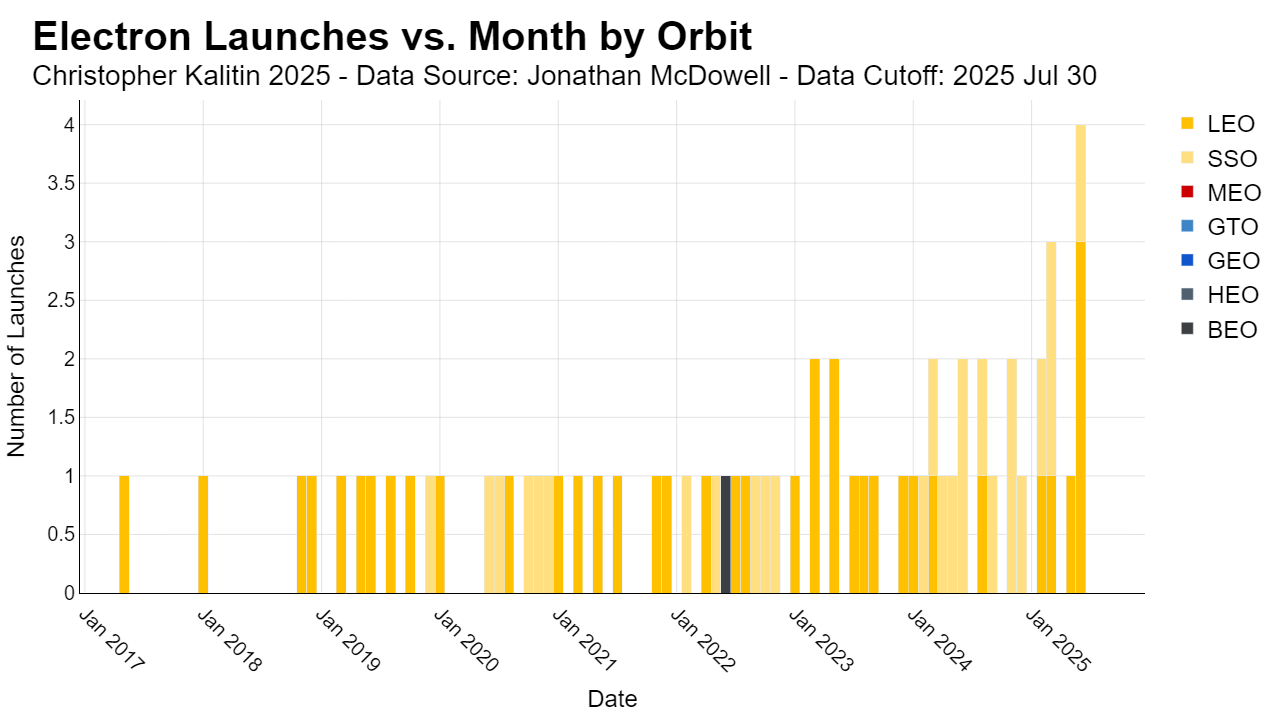 Electron Launches vs. Month by Orbit
Christopher Kalitin 2025 - Data Source: Jonathan McDowell - Data Cutoff: 2025 Jul 30
Number of Launches
4
3.5
3
2.5
2
1.5
1
0.5
0
Jan 2017
Jan 2018
Jan 2019
Jan 2020
Jan 2021
Jan 2022
Jan 2023
Jan 2024
Jan 2025
Date
LEO
SSO
MEO
GTO
GEO
HEO
BEO